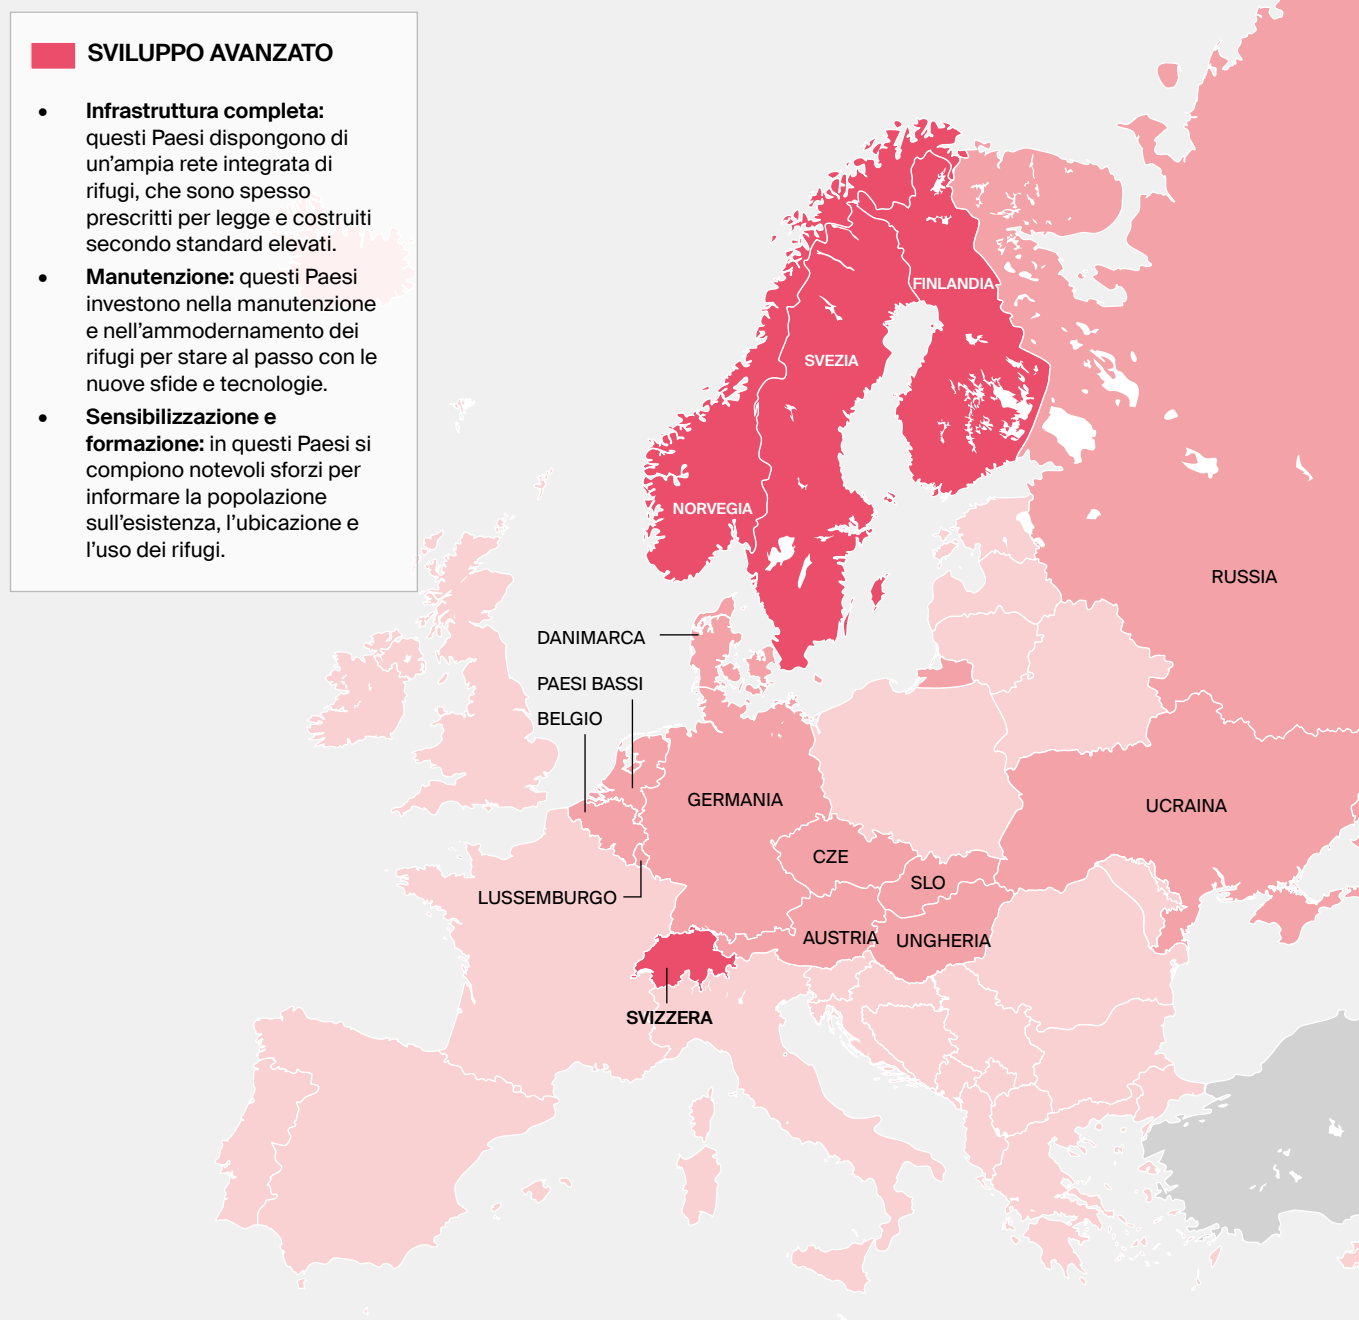 SVILUPPO AVANZATO
• Infrastruttura completa:
questi Paesi dispongono di
un’ampia rete integrata di
rifugi, che sono spesso
prescritti per legge e costruiti
secondo standard elevati.
• Manutenzione: questi Paesi
investono nella manutenzione
e nell’ammodernamento dei
rifugi per stare al passo con le
nuove sfide e tecnologie.
• Sensibilizzazione e
formazione: in questi Paesi si
compiono notevoli sforzi per
informare la popolazione
sull’esistenza, l’ubicazione e
l’uso dei rifugi.
FINLANDIA
SVEZIA
NORVEGIA
RUSSIA
DANIMARCA
PAESI BASSI
BELGIO
GERMANIA
UCRAINA
CZE
SLO
LUSSEMBURGO
AUSTRIA
UNGHERIA
SVIZZERA